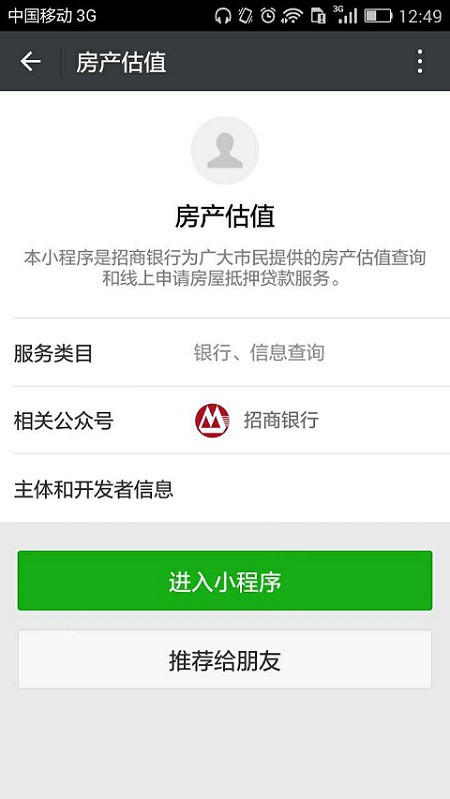 中国移动 3G
3G
12:49
房产估值
房产估值
本小程序是招商银行为广大市民提供的房产估值查询
和线上申请房屋抵押贷款服务。
服务类目 银行、信息查询
相关公众号 招商银行
主体和开发者信息
进入小程序
推荐给朋友